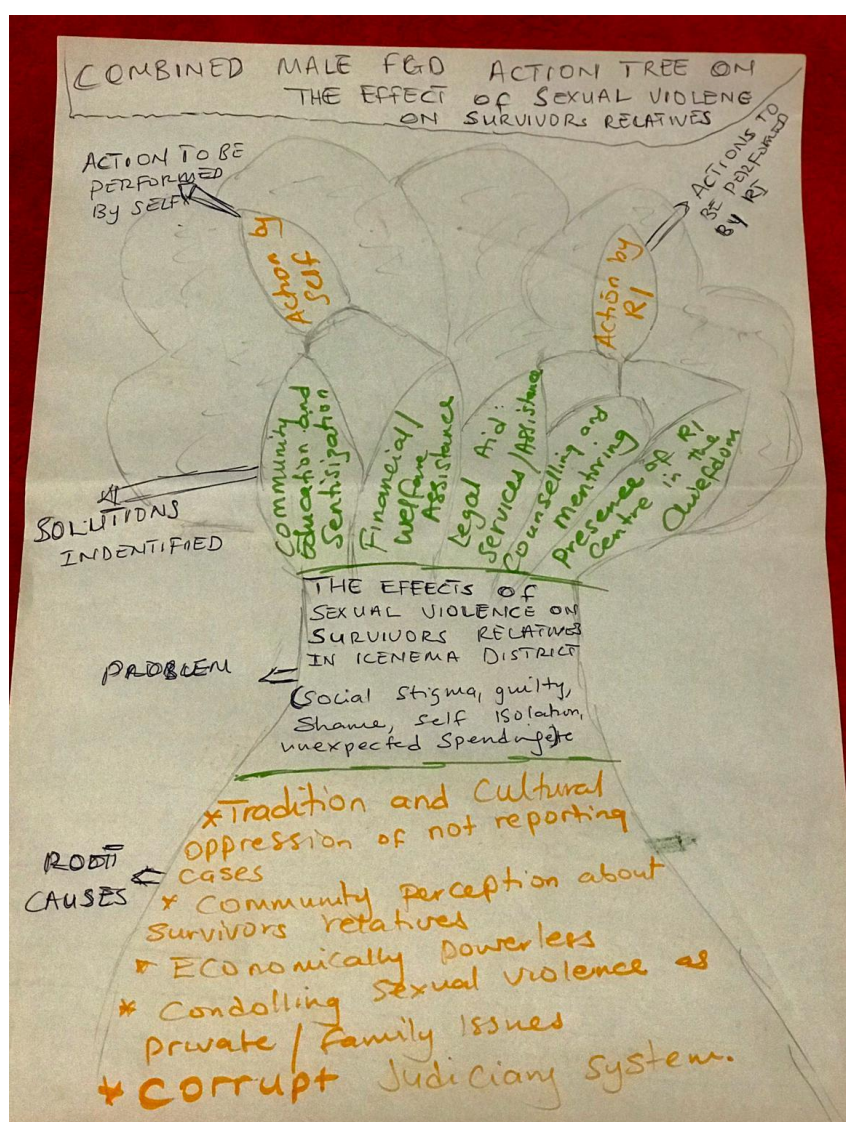 COMBINED MALE FGD ACTION TREE ON
THE EFFECT OF SEXUAL VIOLENE
ON SURVIVORS RELATIVES
ACTION TO BE
PERFORMED
By SELF
ACTIONS TO
BE PERFORMED
BY RI
Action by
Self
Action by
RI
Community
Education and
Sentisization
Financial/
Welfare
Assistance
Legal Aid:
Services/Assistance
Counselling and
mentoring
presence of RI
centre in the
Chiefdom
SOLUTIONS
INDENTIFIED
THE EFEECTS OF
SEXUAL VIOLENCE ON
SURVIVORS RELATIVES
IN KENEMA DISTRICT
PROBLEM
(Social Stigma, guilty,
Shame, self isolation,
unexpected Spending etc
*Tradition and Cultural
oppression of not reporting
cases
ROOT
CAUSES
* Community perception about
Survivors relatives
* Economically powerless
* Condolling Sexual violence as
private / family issues
* corrupt Judiciary system.